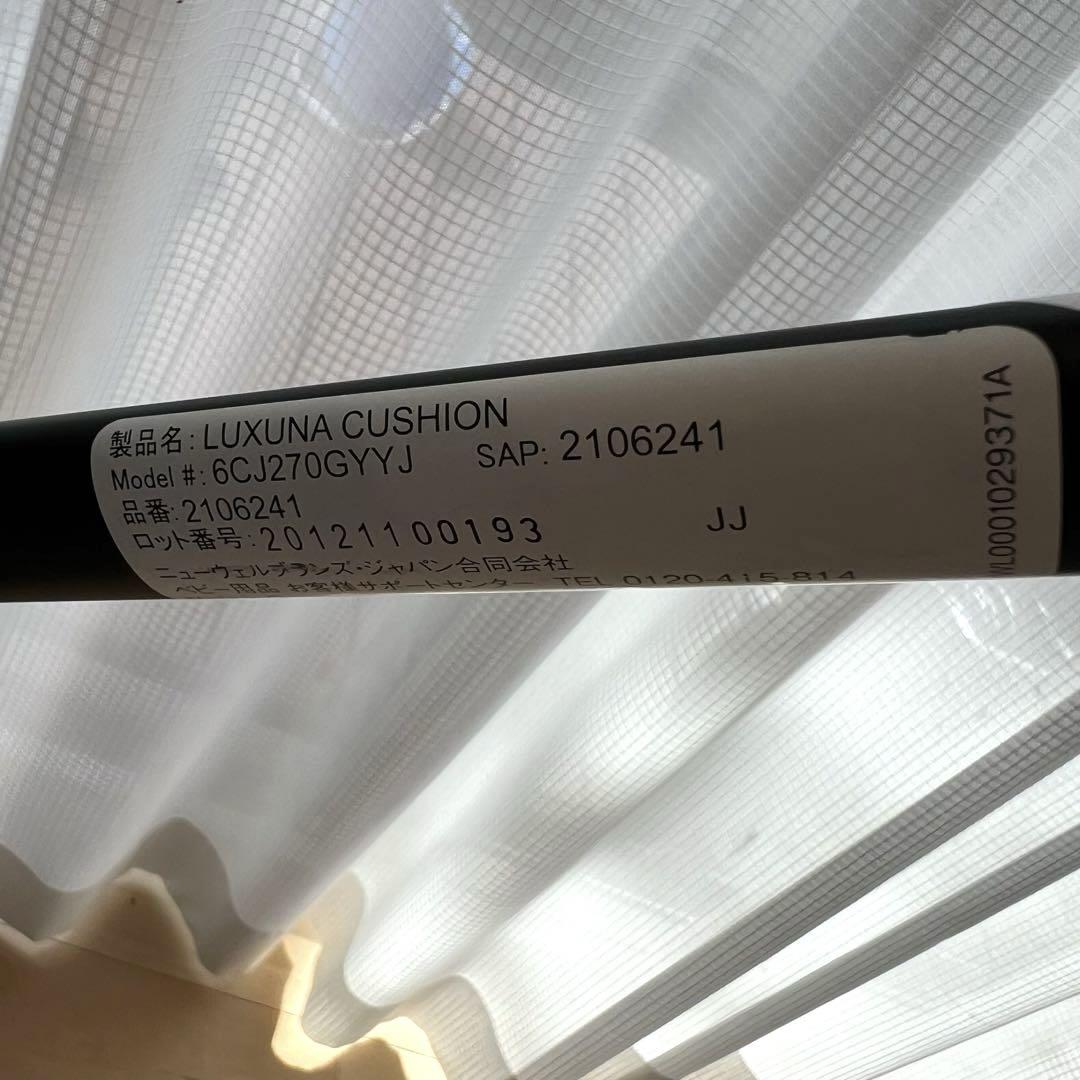 製品名: LUXUNA CUSHION
Model #: 6CJ270GYYJ SAP: 2106241
品番: 2106241
ロット番号: 20121100193 JJ
ニューウェルブランズ・ジャパン合同会社
ベビー用品 お客様サポートセンター TEL 0120-415-814
WL0001029371A